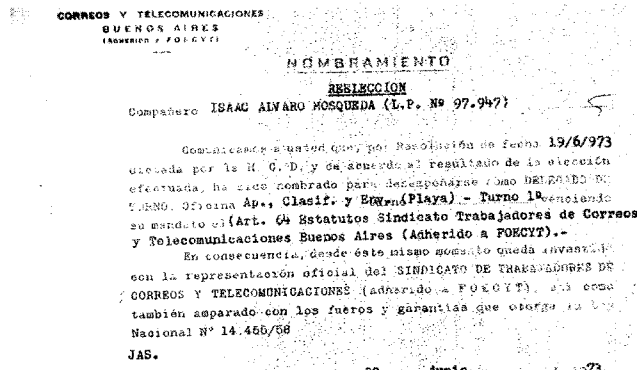 CORREOS Y TELECOMUNICACIONES
BUENOS AIRES
(ADHERIDO A FOECYT)
NOMBRAMIENTO
REELECCION
Compañero ISAAC ALVARO MOSQUEDA (L.P. Nº 97.947)
Comunicamos a usted que, por Resolución de fecha 19/6/973
dictada por la H. C. D. y de acuerdo al resultado de la elección
efectuada, ha sido nombrado para desempeñarse como DELEGADO DE
TURNO. Oficina Ap., Clasif. y (Playa) - Turno 1º venciendo
su mandato el (Art. 64 Estatutos Sindicato Trabajadores de Correos
y Telecomunicaciones Buenos Aires (Adherido a FOECYT).-
En consecuencia, desde éste mismo momento queda
con la representación oficial del SINDICATO DE TRABAJADORES DE
CORREOS Y TELECOMUNICACIONES (adherido a FOECYT), así como
también amparado con los fueros y garantías que otorga la Ley
Nacional Nº 14.455/58
JAS.
junio 73